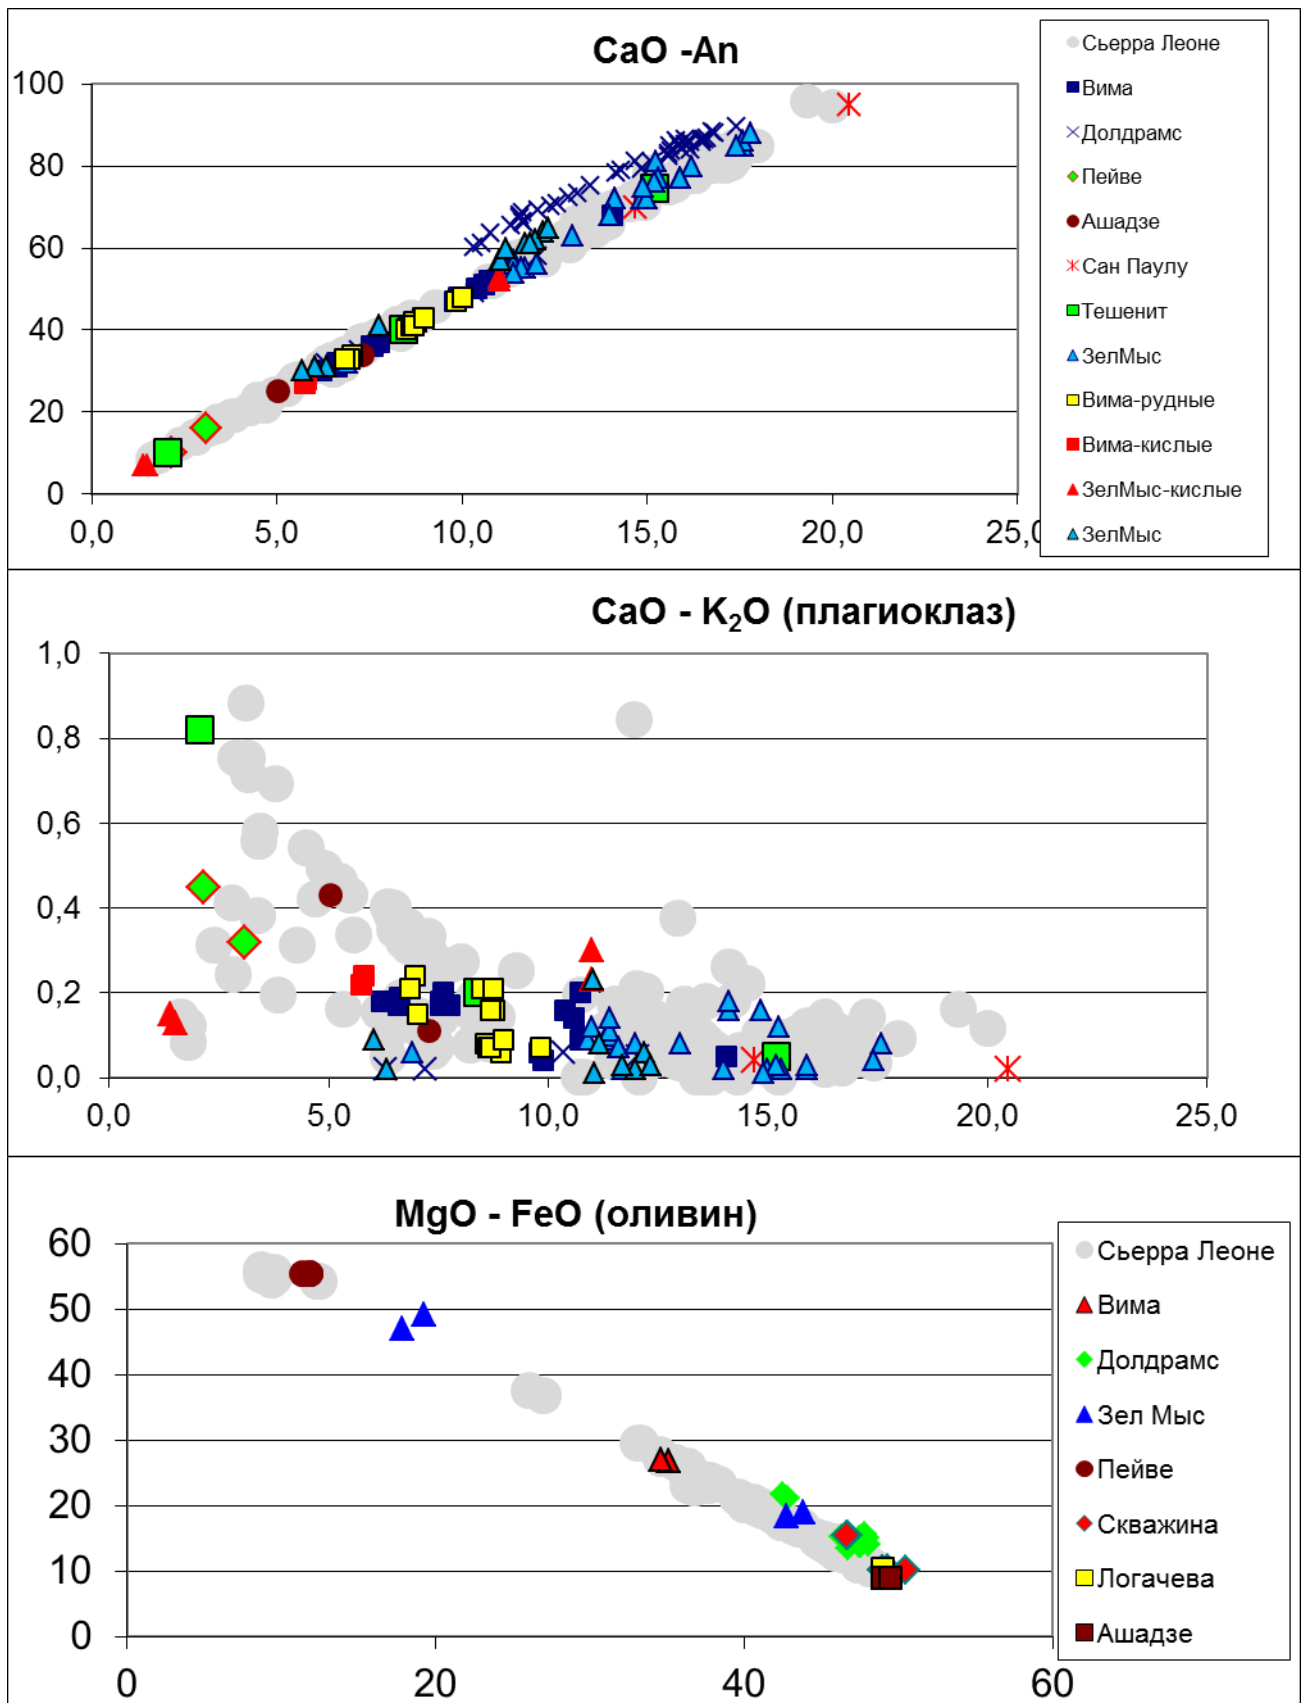 CaO -An
100
80
60
40
20
0
0,0 5,0 10,0 15,0 20,0 25,0
Сьерра Леоне
Вима
Долдрамс
Пейве
Ашадзе
Сан Паулу
Тешенит
ЗелМыс
Вима-рудные
Вима-кислые
ЗелМыс-кислые
ЗелМыс
CaO - K₂O (плагиоклаз)
1,0
0,8
0,6
0,4
0,2
0,0
0,0 5,0 10,0 15,0 20,0 25,0
MgO - FeO (оливин)
60
50
40
30
20
10
0
0 20 40 60
Сьерра Леоне
Вима
Долдрамс
Зел Мыс
Пейве
Скважина
Логачева
Ашадзе